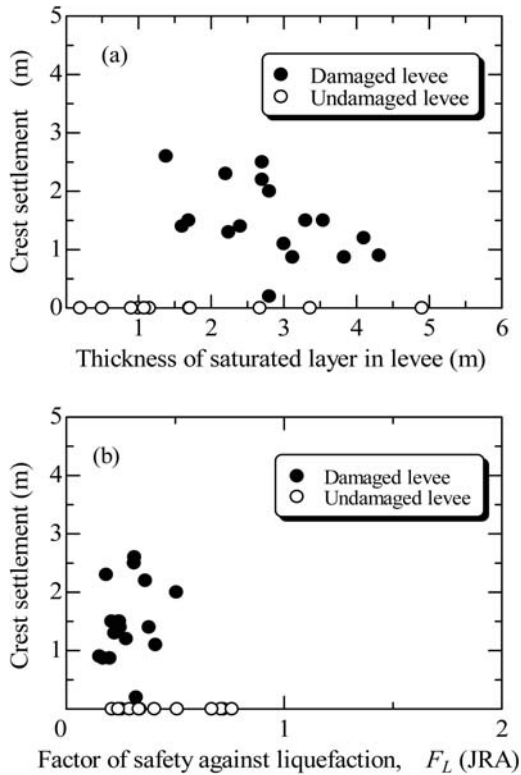 (a)
Damaged levee
Undamaged levee
Crest settlement (m)
5
4
3
2
1
0
1 2 3 4 5 6
Thickness of saturated layer in levee (m)
(b)
Damaged levee
Undamaged levee
Crest settlement (m)
5
4
3
2
1
0 1 2
Factor of safety against liquefaction, F_L (JRA)